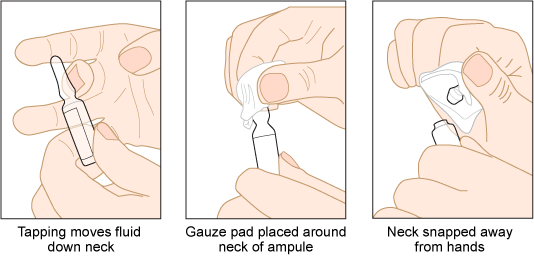 Tapping moves fluid
down neck
Gauze pad placed around
neck of ampule
Neck snapped away
from hands